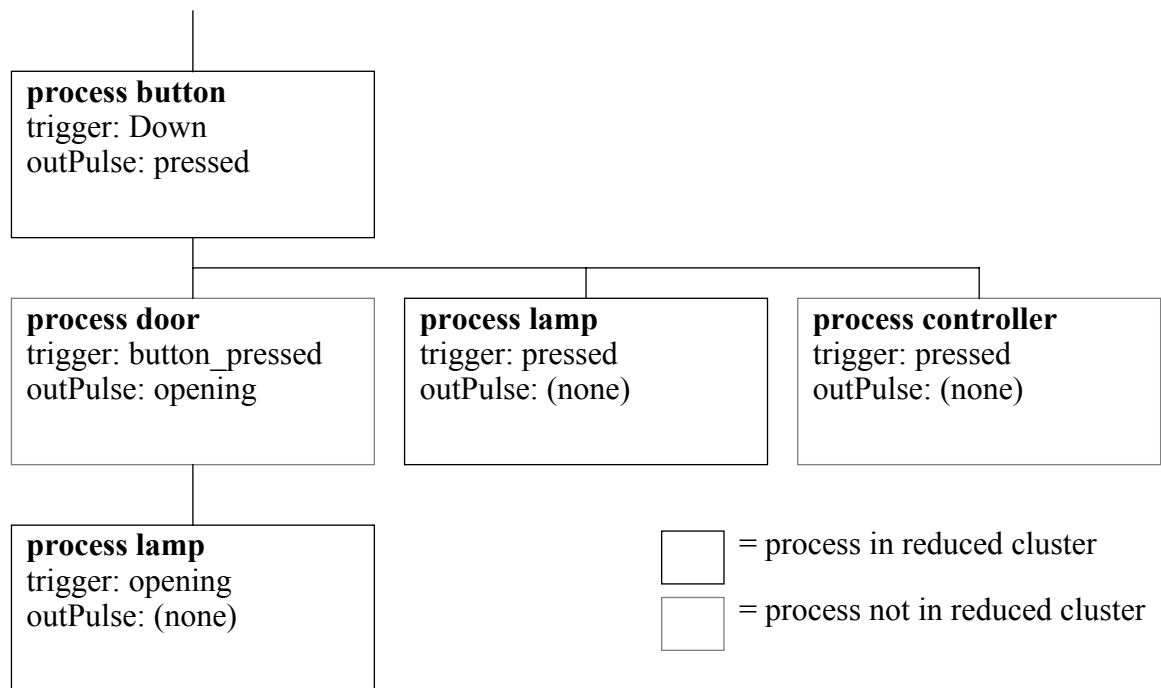 process button
trigger: Down
outPulse: pressed
process door
trigger: button_pressed
outPulse: opening
process lamp
trigger: pressed
outPulse: (none)
process controller
trigger: pressed
outPulse: (none)
process lamp
trigger: opening
outPulse: (none)
= process in reduced cluster
= process not in reduced cluster